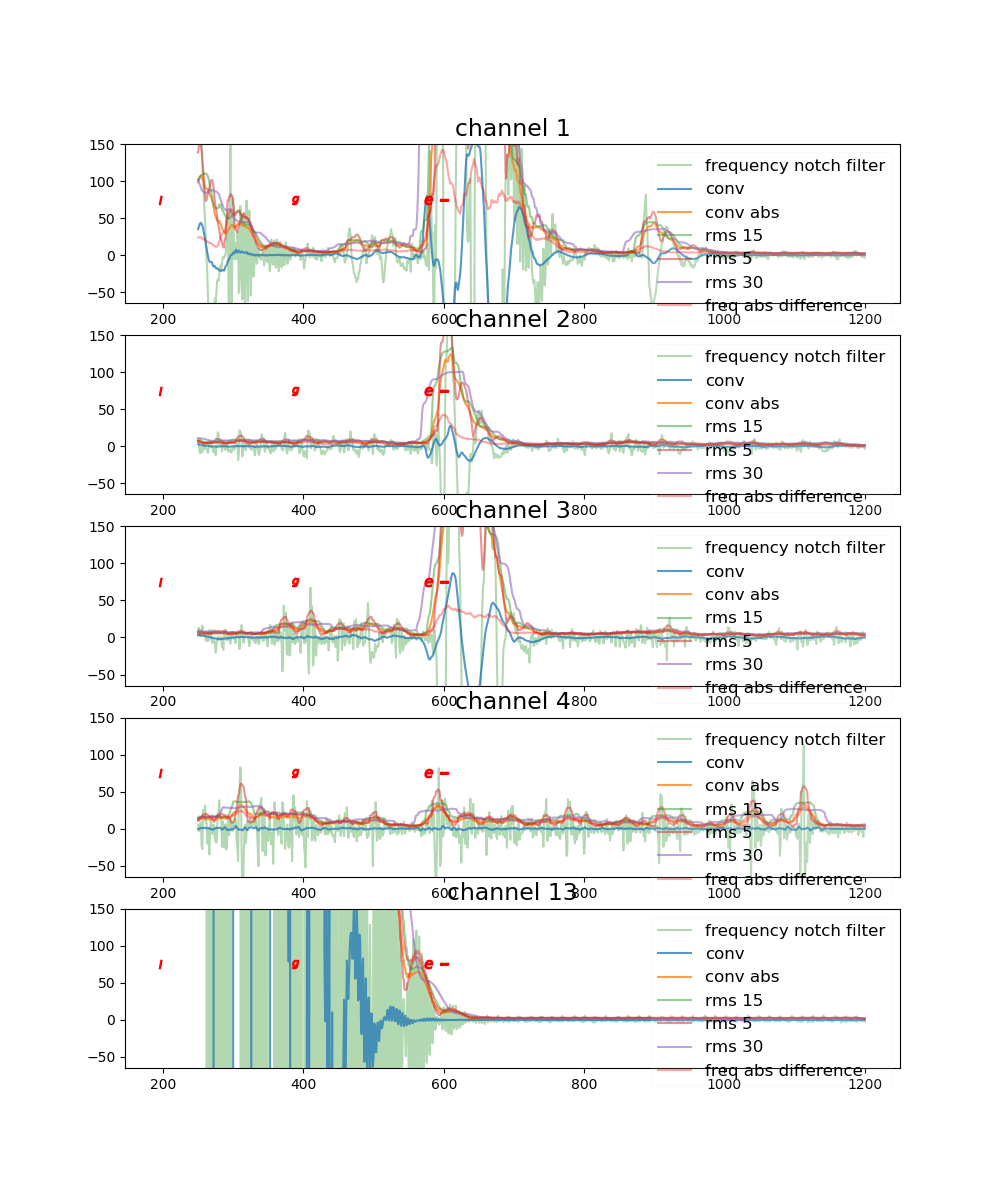 channel 1
150
100
50
0
−50
l g e –
frequency notch filter
conv
conv abs
rms 15
rms 5
rms 30
freq abs difference
200 400 600 800 1000 1200
channel 2
150
100
50
0
−50
l g e –
frequency notch filter
conv
conv abs
rms 15
rms 5
rms 30
freq abs difference
200 400 600 800 1000 1200
channel 3
150
100
50
0
−50
l g e –
frequency notch filter
conv
conv abs
rms 15
rms 5
rms 30
freq abs difference
200 400 600 800 1000 1200
channel 4
150
100
50
0
−50
l g e –
frequency notch filter
conv
conv abs
rms 15
rms 5
rms 30
freq abs difference
200 400 600 800 1000 1200
channel 13
150
100
50
0
−50
l g e –
frequency notch filter
conv
conv abs
rms 15
rms 5
rms 30
freq abs difference
200 400 600 800 1000 1200